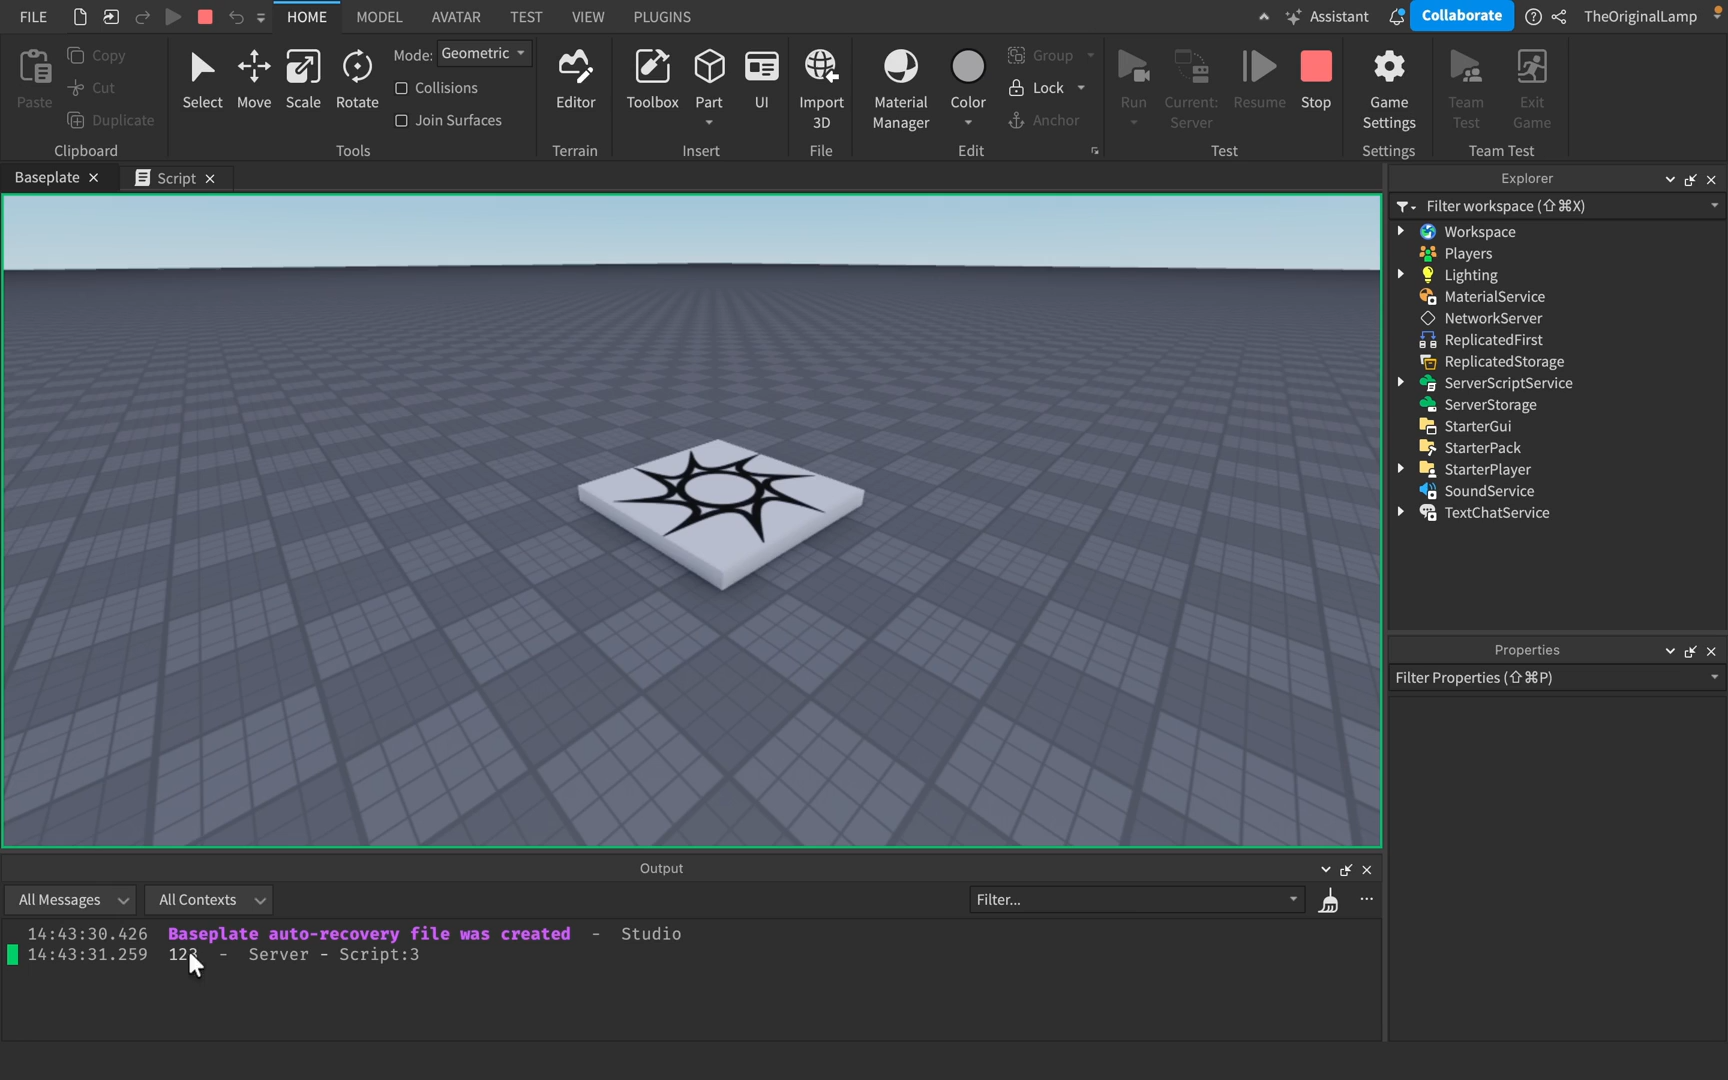 FILE HOME MODEL AVATAR TEST VIEW PLUGINS Assistant Collaborate TheOriginalLamp
Paste Copy Cut Duplicate
Clipboard
Select Move Scale Rotate
Mode: Geometric
Collisions
Join Surfaces
Tools
Editor
Terrain
Toolbox Part UI
Insert
Import
3D
File
Material
Manager
Color
Group
Lock
Anchor
Edit
Run Current:
Server
Resume Stop
Test
Game
Settings
Settings
Team
Test
Exit
Game
Team Test
Baseplate Script
Explorer
Filter workspace (⇧⌘X)
Workspace
Players
Lighting
MaterialService
NetworkServer
ReplicatedFirst
ReplicatedStorage
ServerScriptService
ServerStorage
StarterGui
StarterPack
StarterPlayer
SoundService
TextChatService
Properties
Filter Properties (⇧⌘P)
Output
All Messages All Contexts Filter...
14:43:30.426 Baseplate auto-recovery file was created - Studio
14:43:31.259 123 - Server - Script:3